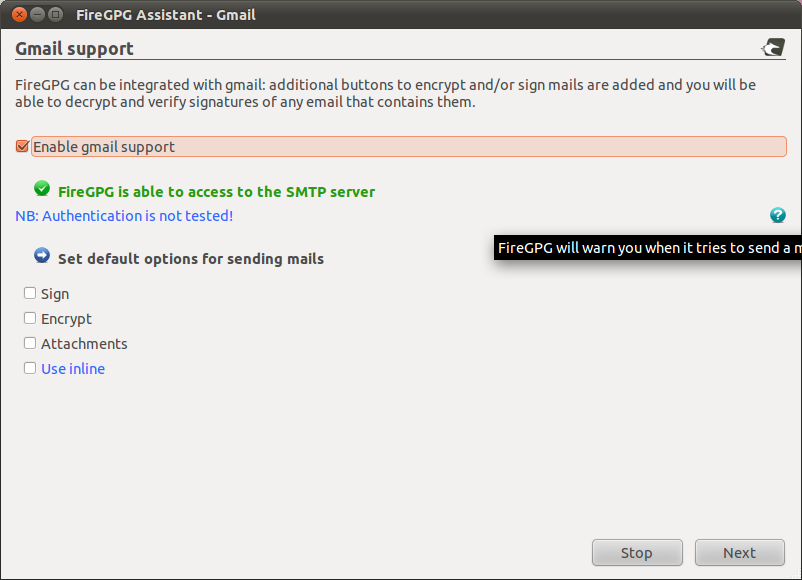 FireGPG Assistant - Gmail
Gmail support
FireGPG can be integrated with gmail: additional buttons to encrypt and/or sign mails are added and you will be
able to decrypt and verify signatures of any email that contains them.
Enable gmail support
FireGPG is able to access to the SMTP server
NB: Authentication is not tested!
?
FireGPG will warn you when it tries to send a m
Set default options for sending mails
Sign
Encrypt
Attachments
Use inline
Stop Next